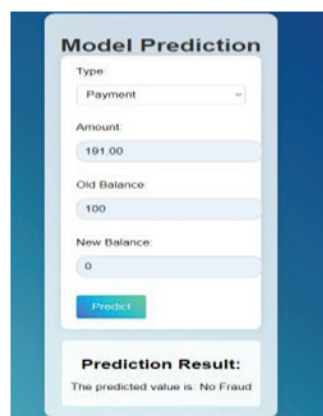 Model Prediction
Type:
Payment
Amount:
191.00
Old Balance:
100
New Balance:
0
Predict
Prediction Result:
The predicted value is: No Fraud